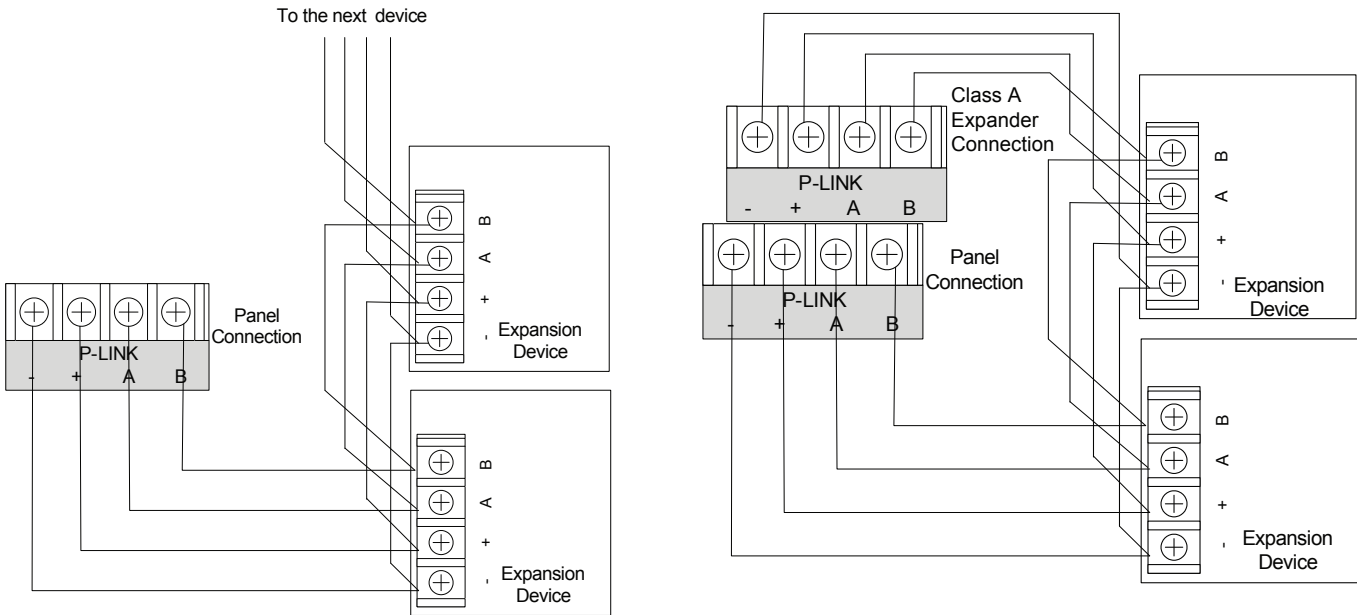 To the next device
B
A
+
-
Expansion
Device
Panel
Connection
P-LINK
- + A B
B
A
+
-
Expansion
Device
Class A
Expander
Connection
P-LINK
- + A B
Panel
Connection
P-LINK
- + A B
B
A
+
-
Expansion
Device
B
A
+
-
Expansion
Device